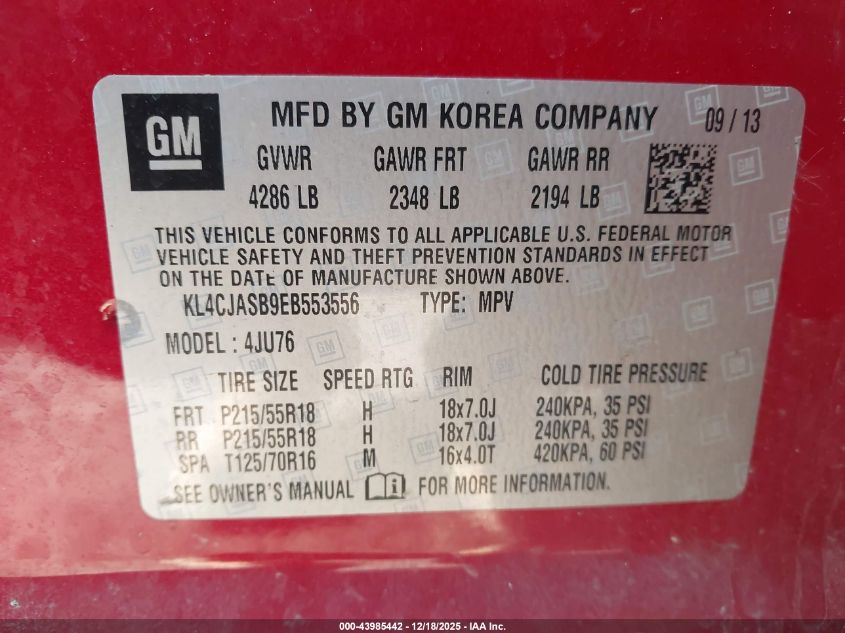 GM
MFD BY GM KOREA COMPANY 09 / 13
GVWR GAWR FRT GAWR RR
4286 LB 2348 LB 2194 LB
THIS VEHICLE CONFORMS TO ALL APPLICABLE U.S. FEDERAL MOTOR
VEHICLE SAFETY AND THEFT PREVENTION STANDARDS IN EFFECT
ON THE DATE OF MANUFACTURE SHOWN ABOVE.
KL4CJASB9EB553556 TYPE: MPV
MODEL : 4JU76
TIRE SIZE SPEED RTG RIM COLD TIRE PRESSURE
FRT P215/55R18 H 18x7.0J 240KPA, 35 PSI
RR P215/55R18 H 18x7.0J 240KPA, 35 PSI
SPA T125/70R16 M 16x4.0T 420KPA, 60 PSI
SEE OWNER'S MANUAL i FOR MORE INFORMATION.
000-43985442 - 12/18/2025 - IAA Inc.